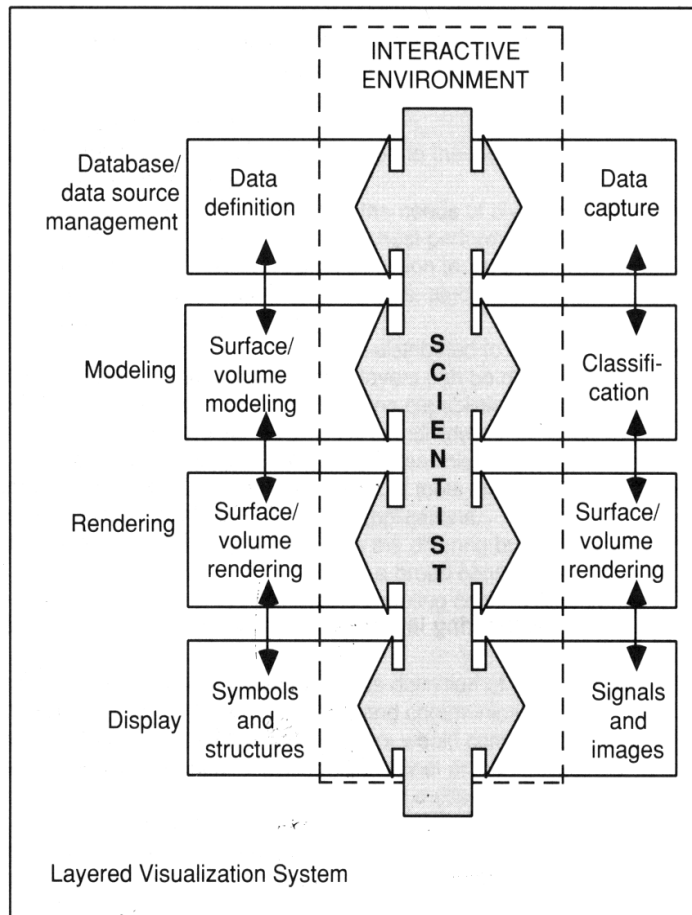 INTERACTIVE
ENVIRONMENT
Database/
data source
management
Data
definition
Data
capture
Modeling
Surface/
volume
modeling
Classifi-
cation
Rendering
Surface/
volume
rendering
Surface/
volume
rendering
Display
Symbols
and
structures
Signals
and
images
SCIENTIST
Layered Visualization System